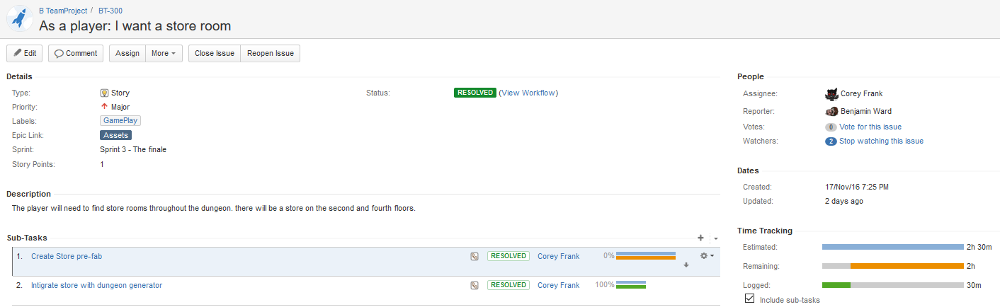 B TeamProject / BT-300
As a player: I want a store room
Edit Comment Assign More Close Issue Reopen Issue
Details
Type: Story
Status: RESOLVED (View Workflow)
Priority: Major
Labels: GamePlay
Epic Link: Assets
Sprint: Sprint 3 - The finale
Story Points: 1
Description
The player will need to find store rooms throughout the dungeon. there will be a store on the second and fourth floors.
Sub-Tasks
1. Create Store pre-fab RESOLVED Corey Frank 0%
2. Intigrate store with dungeon generator RESOLVED Corey Frank 100%
People
Assignee: Corey Frank
Reporter: Benjamin Ward
Votes: 0 Vote for this issue
Watchers: 2 Stop watching this issue
Dates
Created: 17/Nov/16 7:25 PM
Updated: 2 days ago
Time Tracking
Estimated: 2h 30m
Remaining: 2h
Logged: 30m
Include sub-tasks